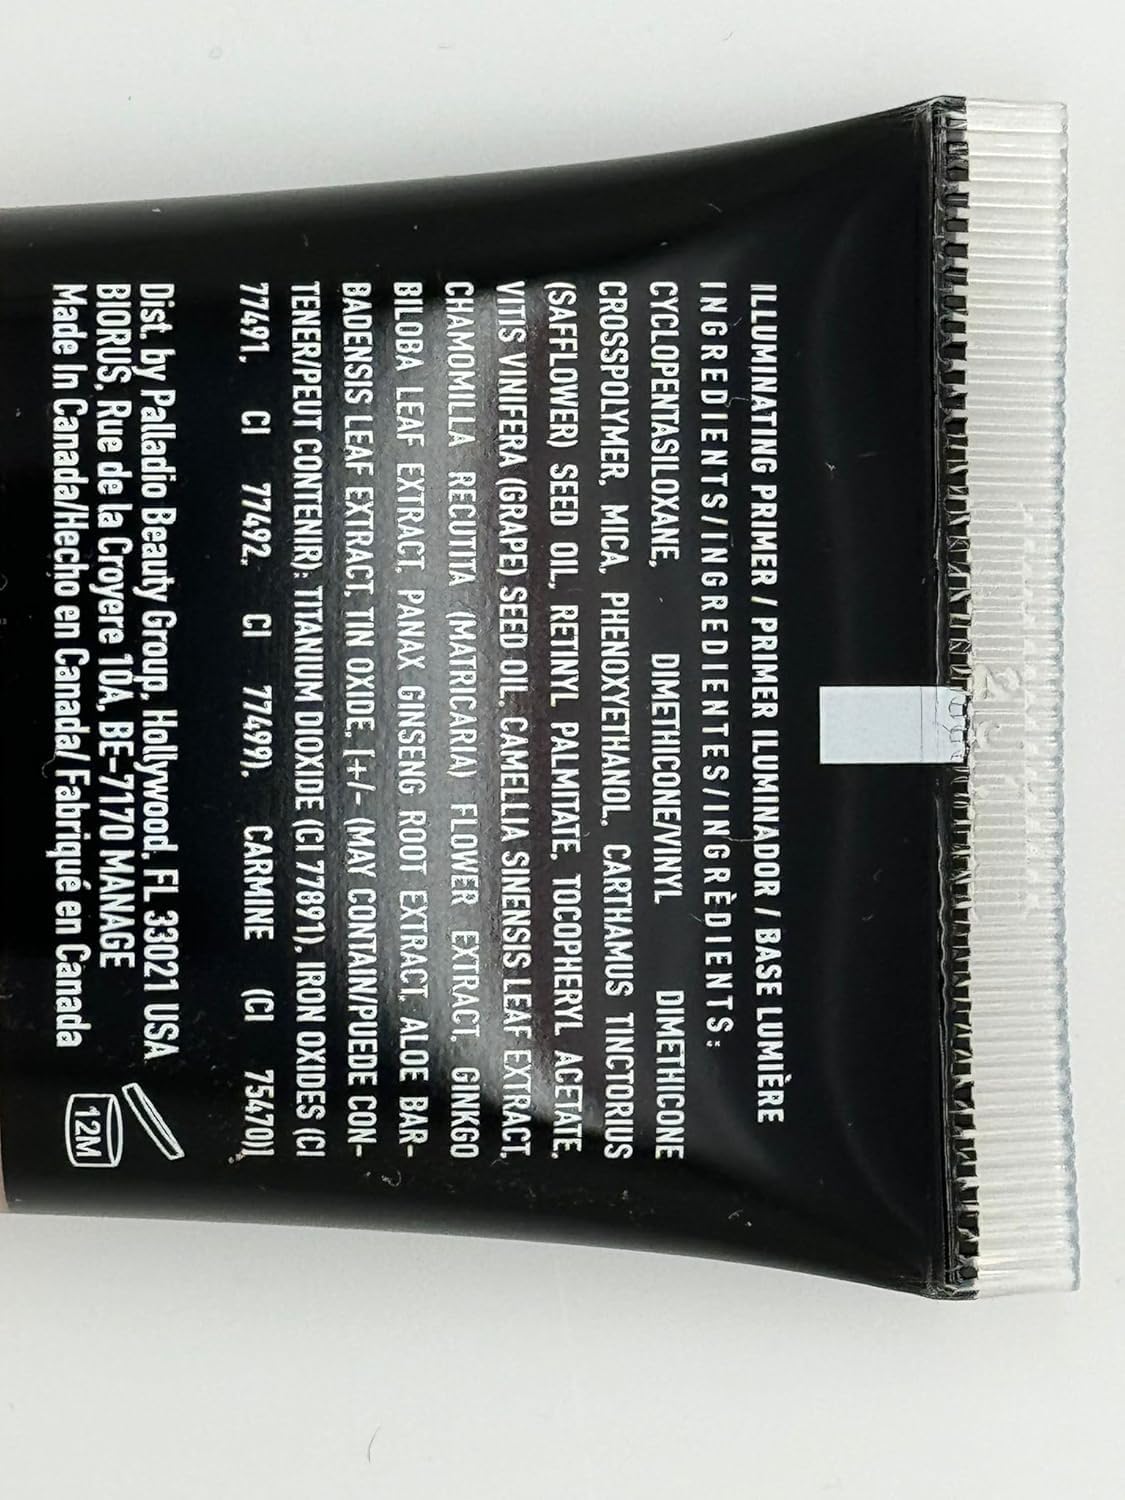 ILLUMINATING PRIMER / PRIMER ILUMINADOR / BASE LUMIÈRE
INGREDIENTS/INGREDIENTES/INGRÈDIENTS:
CYCLOPENTASILOXANE, DIMETHICONE/VINYL DIMETHICONE
CROSSPOLYMER, MICA, PHENOXYETHANOL, CARTHAMUS TINCTORIUS
(SAFFLOWER) SEED OIL, RETINYL PALMITATE, TOCOPHERYL ACETATE,
VITIS VINIFERA (GRAPE) SEED OIL, CAMELLIA SINENSIS LEAF EXTRACT,
CHAMOMILLA RECUTITA (MATRICARIA) FLOWER EXTRACT, GINKGO
BILOBA LEAF EXTRACT, PANAX GINSENG ROOT EXTRACT, ALOE BAR-
BADENSIS LEAF EXTRACT, TIN OXIDE, [+/- (MAY CONTAIN/PUEDE CON-
TENER/PEUT CONTENIR): TITANIUM DIOXIDE (CI 77891), IRON OXIDES (CI
77491, CI 77492, CI 77499), CARMINE (CI 75470)]
Dist. by Palladio Beauty Group, Hollywood, FL 33021 USA
BIORUS, Rue de la Croyere 10A, BE-7170 MANAGE
Made In Canada/Hecho en Canada/ Fabriqué en Canada
12M